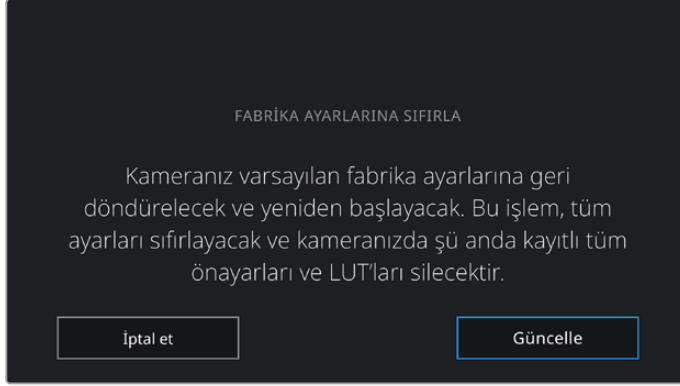 FABRİKA AYARLARINA SIFIRLA
Kameranız varsayılan fabrika ayarlarına geri
döndürelecek ve yeniden başlayacak. Bu işlem, tüm
ayarları sıfırlayacak ve kameranızda şü anda kayıtlı tüm
önayarları ve LUT'ları silecektir.
İptal et
Güncelle